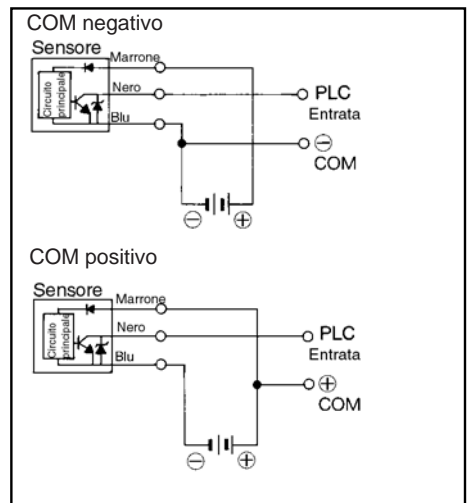 COM negativo
Sensore
Marrone
Circuito
principale
Nero
PLC
Entrata
Blu
⊖
COM
⊖ ⊕
COM positivo
Sensore
Marrone
Circuito
principale
Nero
PLC
Entrata
Blu
⊕
COM
⊖ ⊕